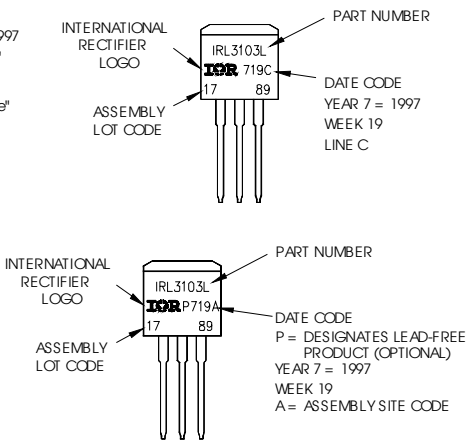 997
e"
INTERNATIONAL
RECTIFIER
LOGO
PART NUMBER
IRL3103L
IOR 719C
17 89
ASSEMBLY
LOT CODE
DATE CODE
YEAR 7 = 1997
WEEK 19
LINE C
INTERNATIONAL
RECTIFIER
LOGO
PART NUMBER
IRL3103L
IOR P719A
17 89
ASSEMBLY
LOT CODE
DATE CODE
P = DESIGNATES LEAD-FREE
PRODUCT (OPTIONAL)
YEAR 7 = 1997
WEEK 19
A = ASSEMBLY SITE CODE